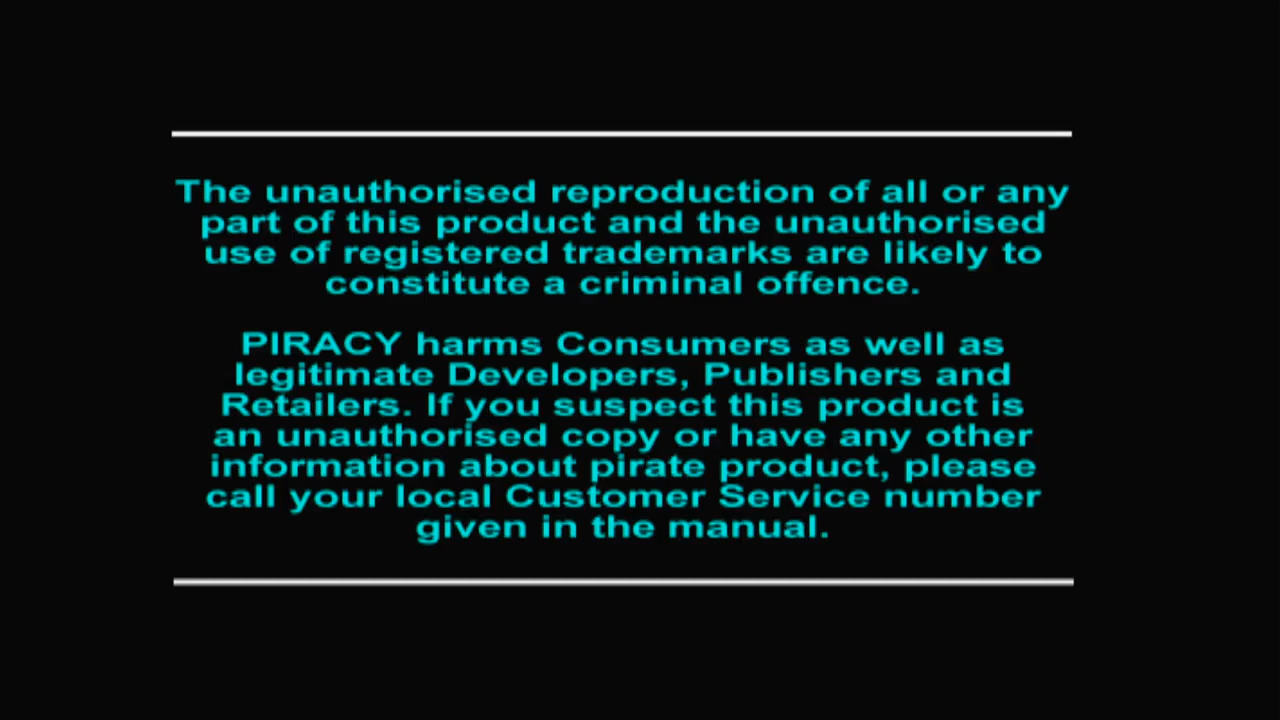 The unauthorised reproduction of all or any
part of this product and the unauthorised
use of registered trademarks are likely to
constitute a criminal offence.
PIRACY harms Consumers as well as
legitimate Developers, Publishers and
Retailers. If you suspect this product is
an unauthorised copy or have any other
information about pirate product, please
call your local Customer Service number
given in the manual.